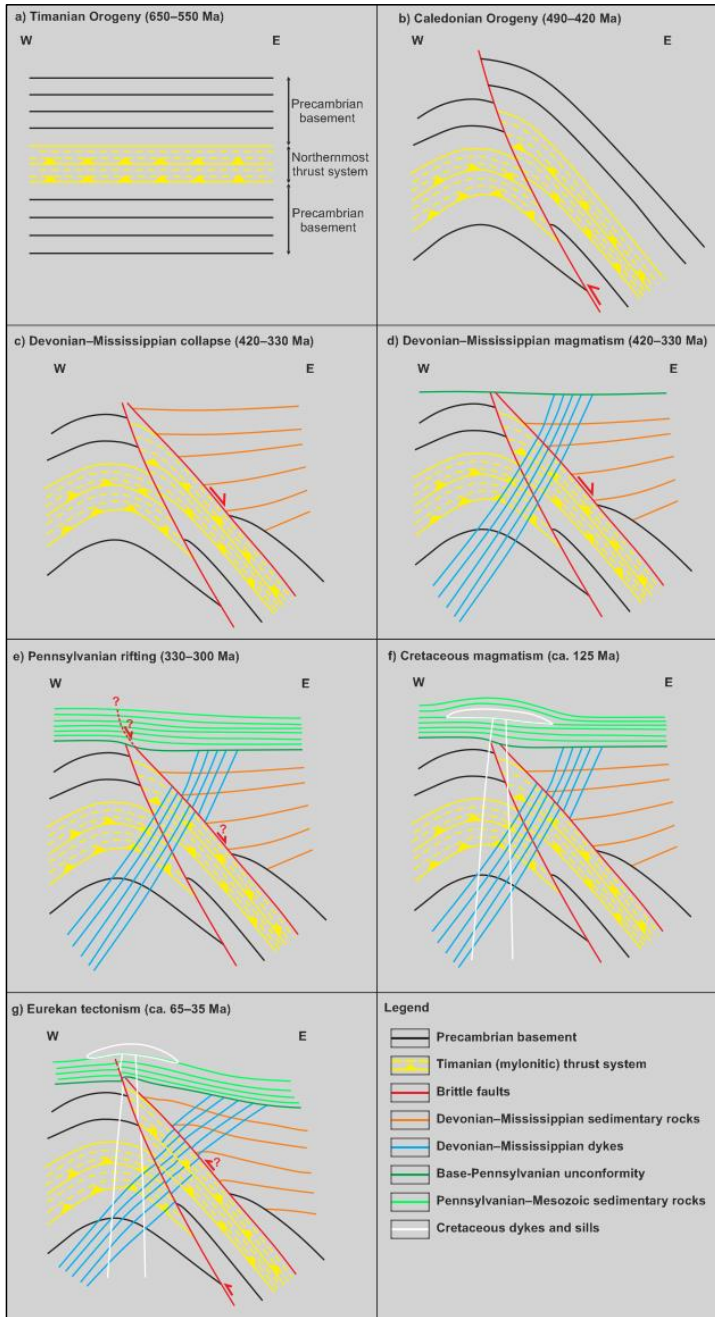 a) Timanian Orogeny (650–550 Ma)
W E
Precambrian
basement
Northernmost
thrust system
Precambrian
basement
b) Caledonian Orogeny (490–420 Ma)
W E
c) Devonian–Mississippian collapse (420–330 Ma)
W E
d) Devonian–Mississippian magmatism (420–330 Ma)
W E
e) Pennsylvanian rifting (330–300 Ma)
W E
?
?
?
f) Cretaceous magmatism (ca. 125 Ma)
W E
g) Eurekan tectonism (ca. 65–35 Ma)
W E
?
Legend
Precambrian basement
Timanian (mylonitic) thrust system
Brittle faults
Devonian–Mississippian sedimentary rocks
Devonian–Mississippian dykes
Base-Pennsylvanian unconformity
Pennsylvanian–Mesozoic sedimentary rocks
Cretaceous dykes and sills